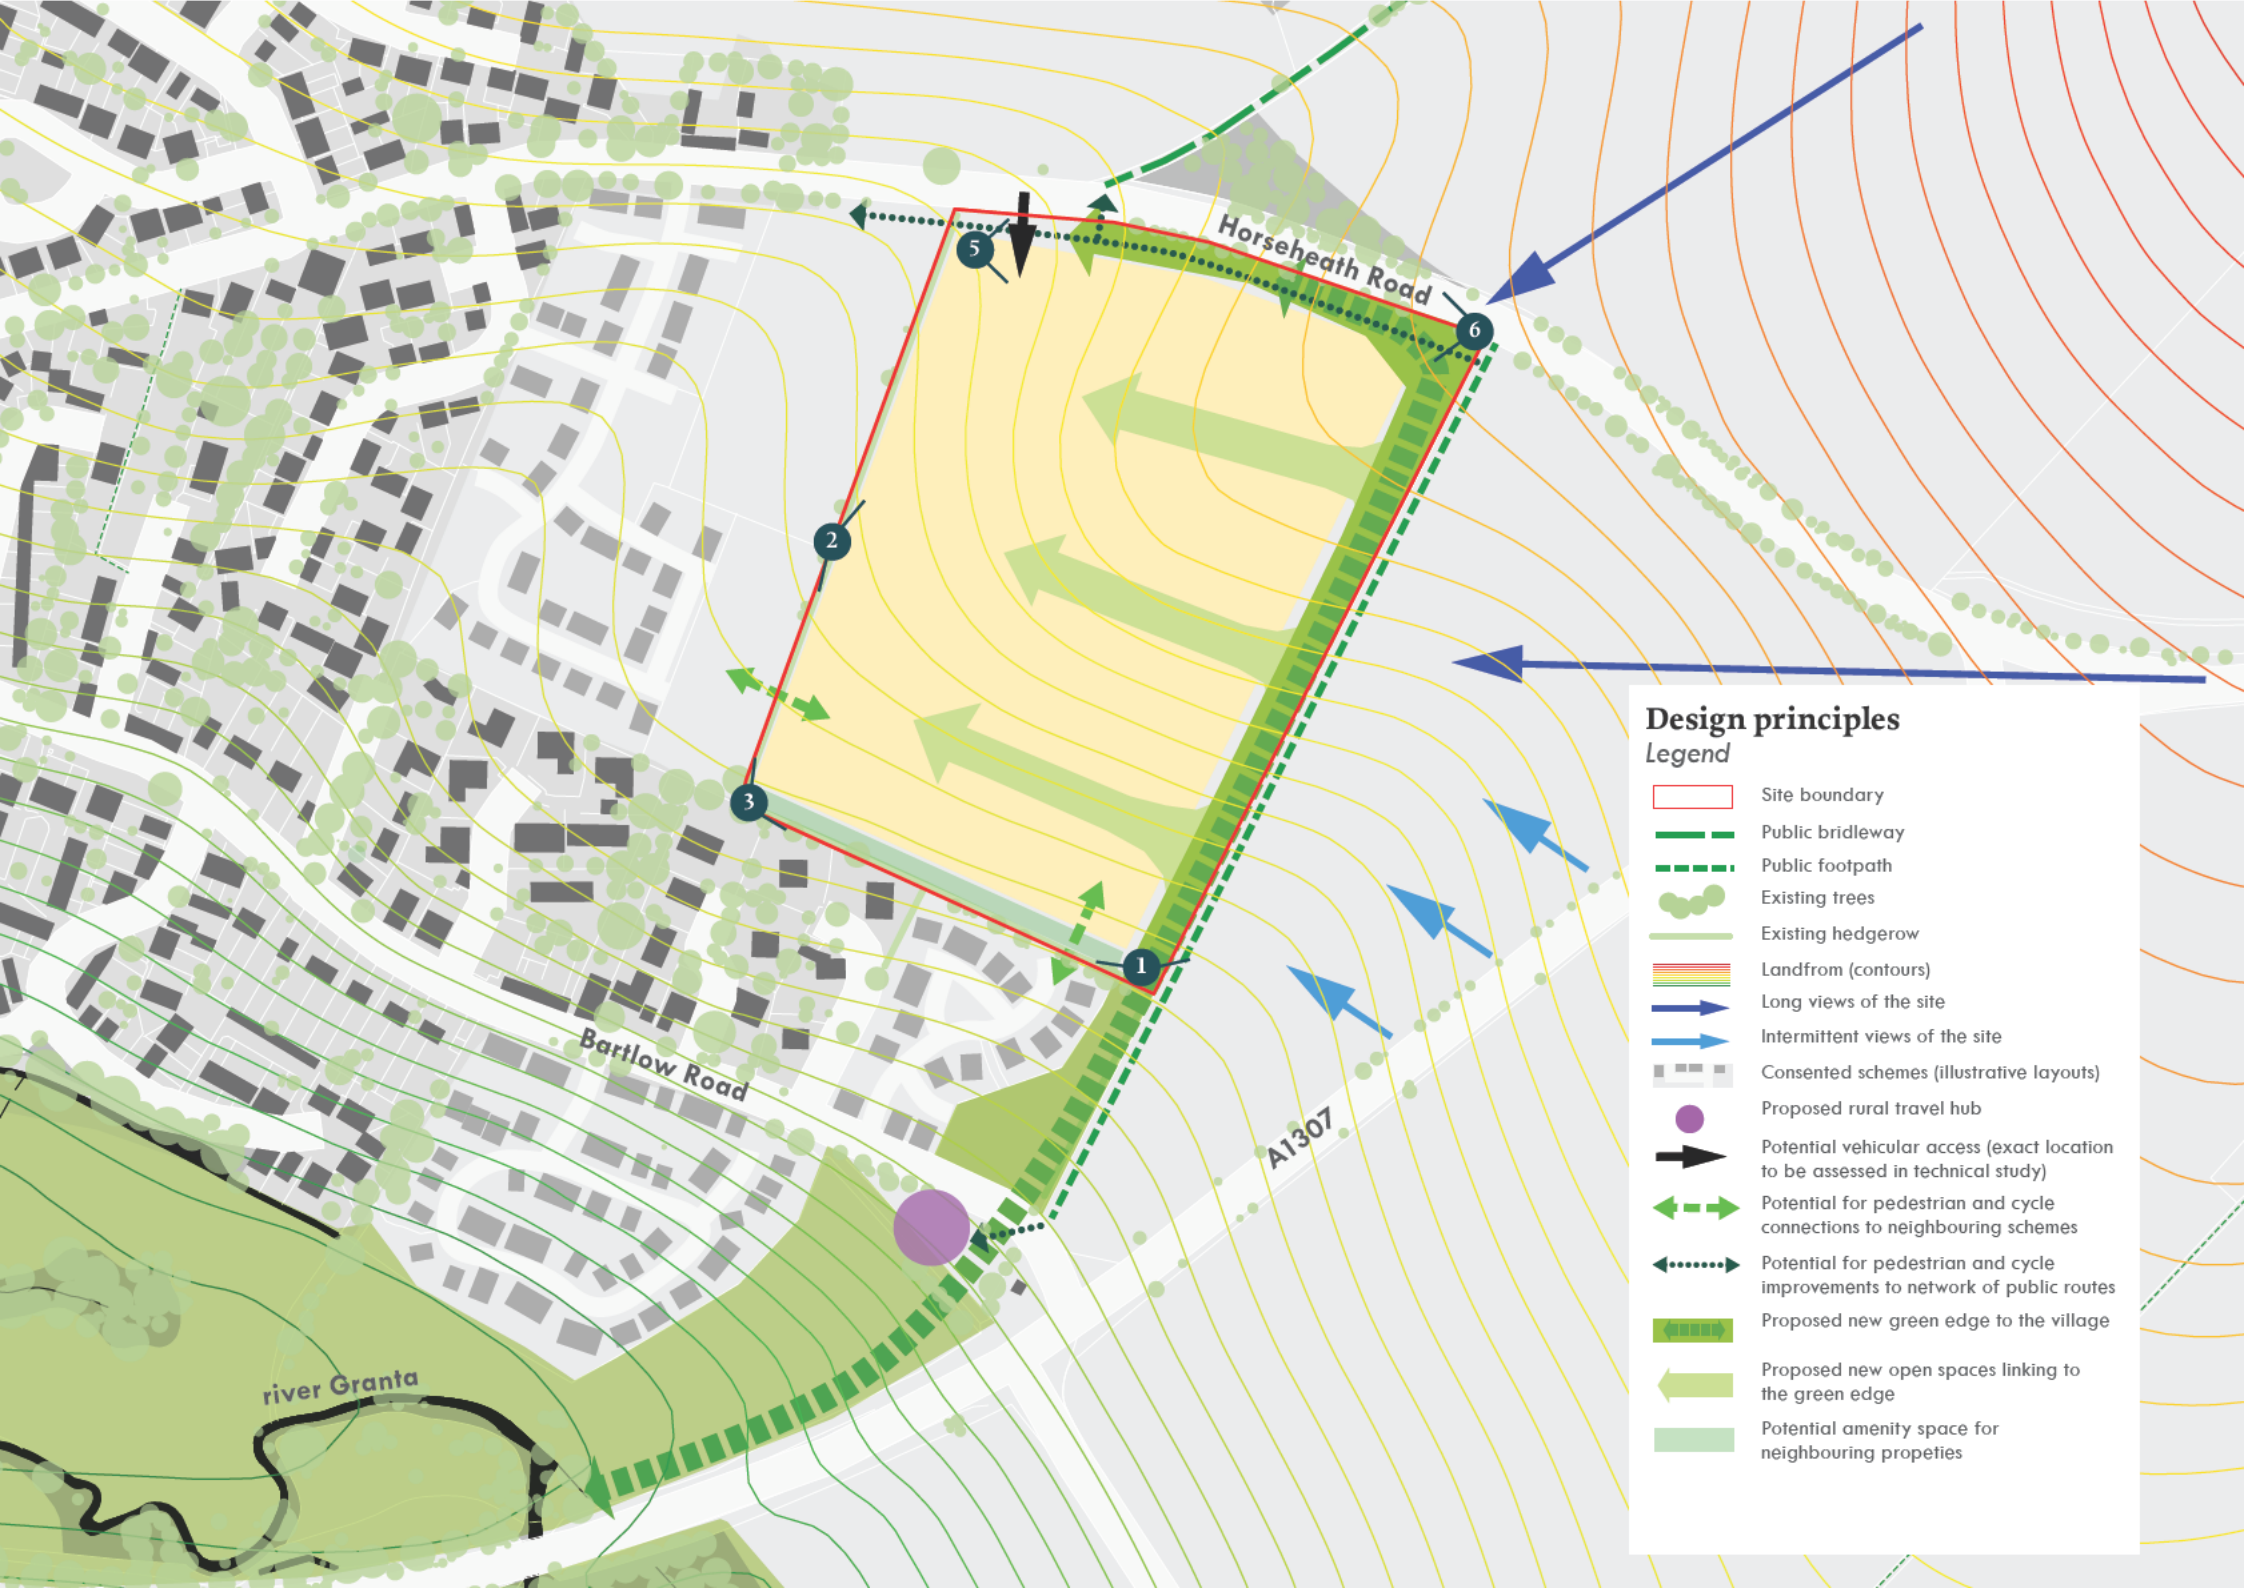 Horseheath Road
5
6
2
3
1
Bartlow Road
A1307
river Granta
Design principles
Legend
Site boundary
Public bridleway
Public footpath
Existing trees
Existing hedgerow
Landfrom (contours)
Long views of the site
Intermittent views of the site
Consented schemes (illustrative layouts)
Proposed rural travel hub
Potential vehicular access (exact location
to be assessed in technical study)
Potential for pedestrian and cycle
connections to neighbouring schemes
Potential for pedestrian and cycle
improvements to network of public routes
Proposed new green edge to the village
Proposed new open spaces linking to
the green edge
Potential amenity space for
neighbouring propeties